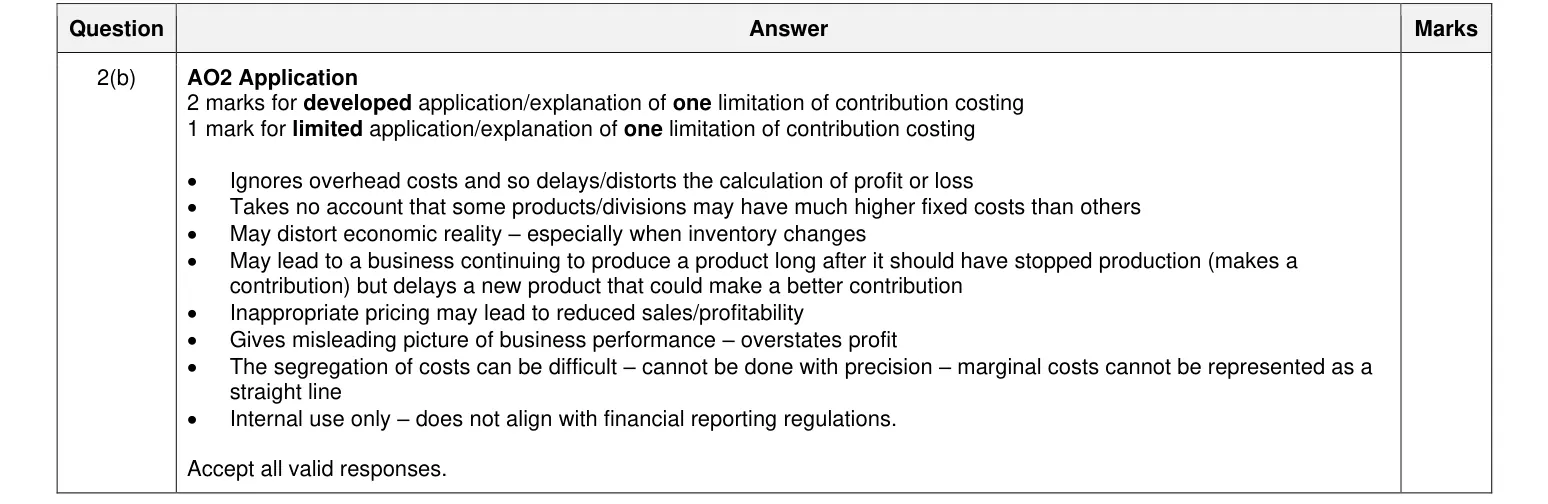 Question Answer Marks
2(b) AO2 Application
2 marks for developed application/explanation of one limitation of contribution costing
1 mark for limited application/explanation of one limitation of contribution costing
• Ignores overhead costs and so delays/distorts the calculation of profit or loss
• Takes no account that some products/divisions may have much higher fixed costs than others
• May distort economic reality – especially when inventory changes
• May lead to a business continuing to produce a product long after it should have stopped production (makes a
contribution) but delays a new product that could make a better contribution
• Inappropriate pricing may lead to reduced sales/profitability
• Gives misleading picture of business performance – overstates profit
• The segregation of costs can be difficult – cannot be done with precision – marginal costs cannot be represented as a
straight line
• Internal use only – does not align with financial reporting regulations.
Accept all valid responses.